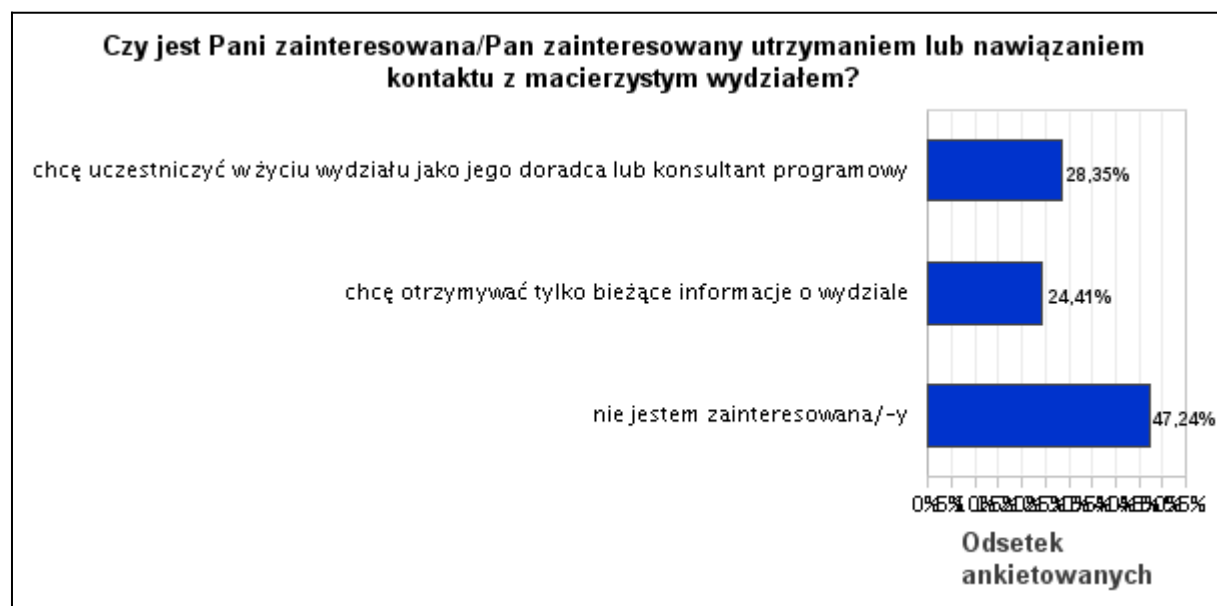 Czy jest Pani zainteresowana/Pan zainteresowany utrzymaniem lub nawiązaniem
kontaktu z macierzystym wydziałem?
chcę uczestniczyć w życiu wydziału jako jego doradca lub konsultant programowy
28,35%
chcę otrzymywać tylko bieżące informacje o wydziale
24,41%
nie jestem zainteresowana/-y
47,24%
Odsetek
ankietowanych